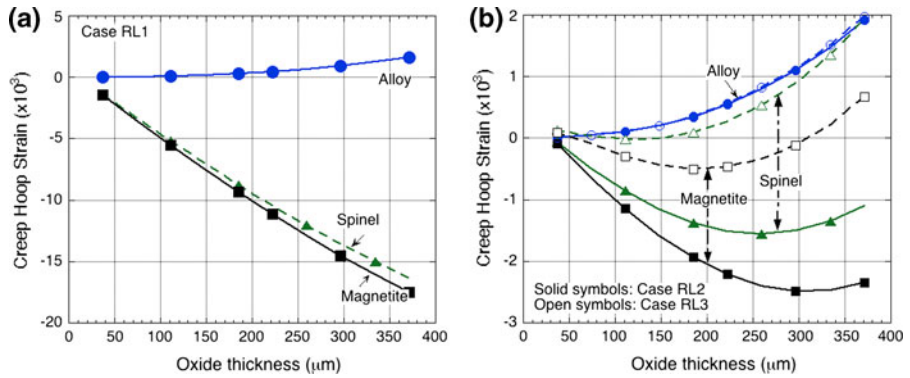 (a)
Case RL1
Alloy
Spinel
Magnetite
Creep Hoop Strain (x10³)
5
0
-5
-10
-15
-20
0 50 100 150 200 250 300 350 400
Oxide thickness (μm)
(b)
Alloy
Magnetite
Spinel
Solid symbols: Case RL2
Open symbols: Case RL3
Creep Hoop Strain (x10³)
2
1
0
-1
-2
-3
0 50 100 150 200 250 300 350 400
Oxide thickness (μm)